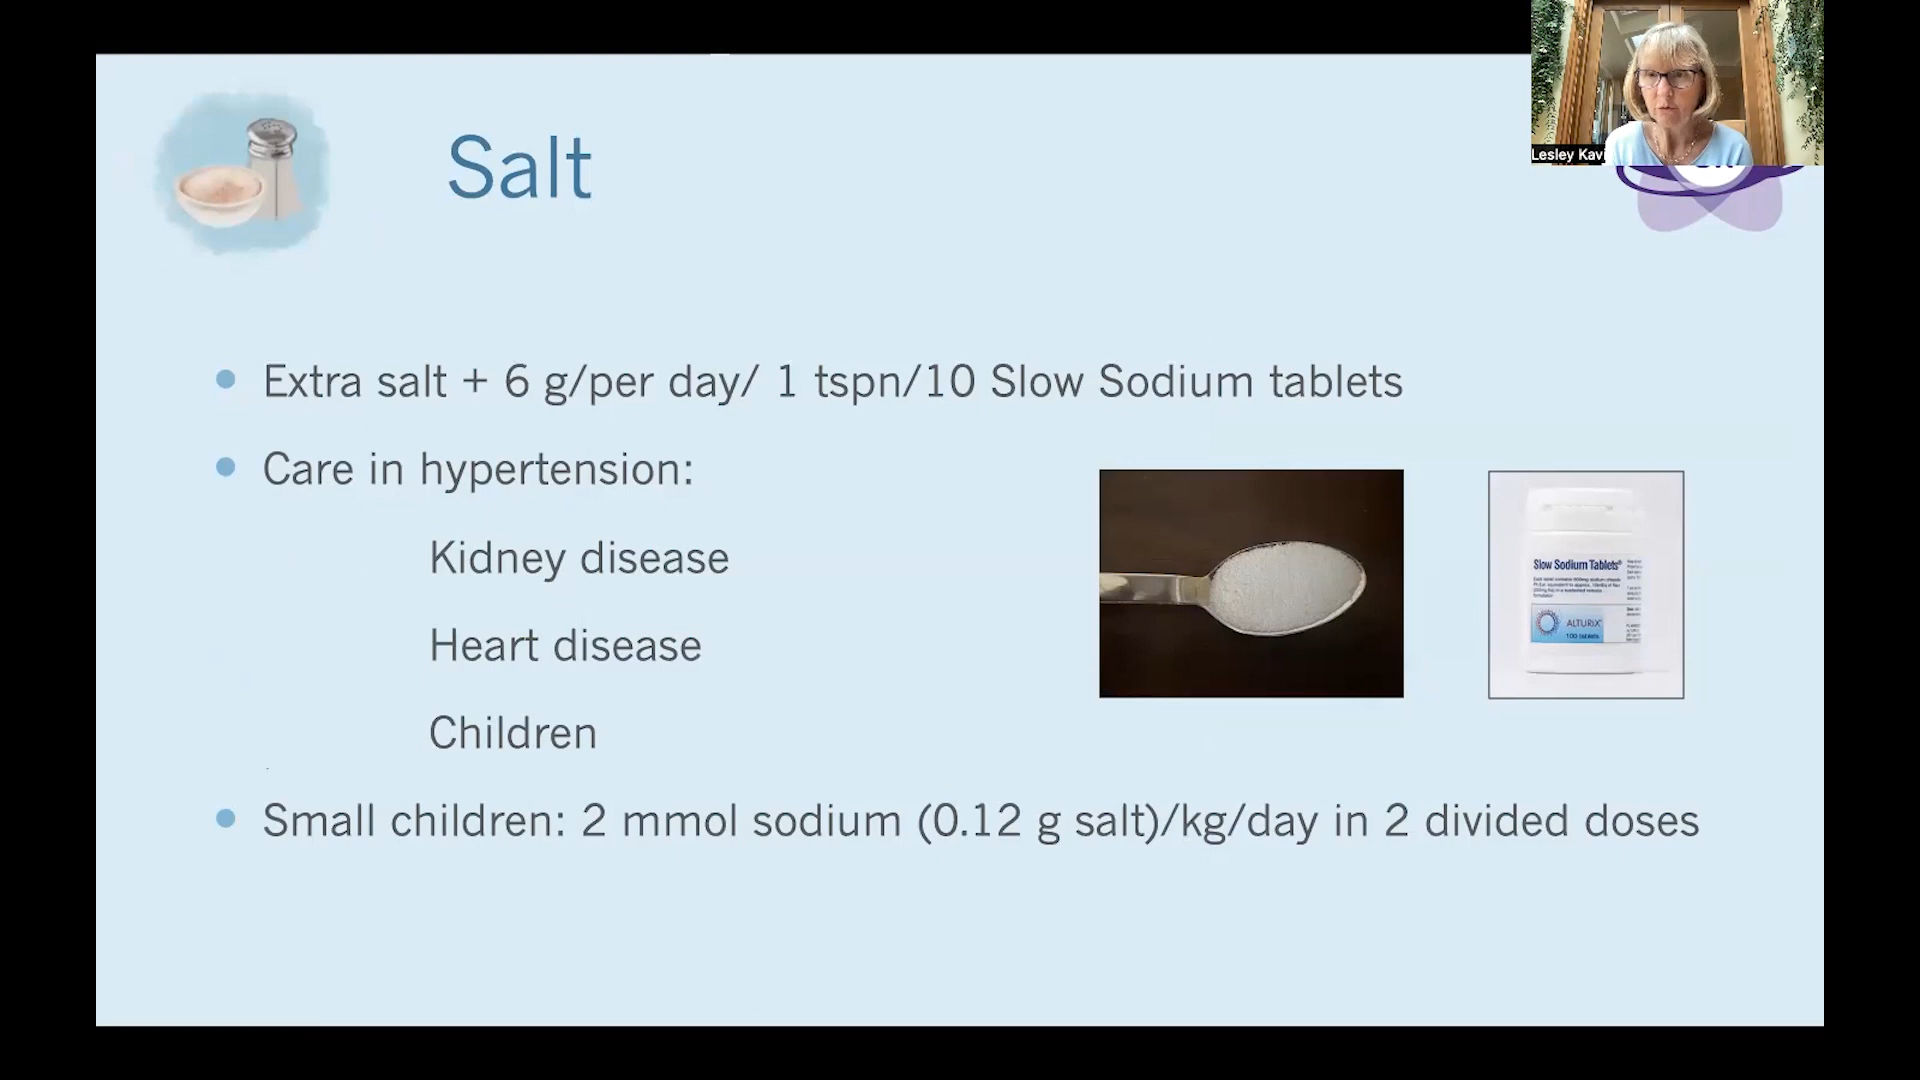 Lesley Kavi
Salt
Extra salt + 6 g/per day/ 1 tspn/10 Slow Sodium tablets
Care in hypertension:
Kidney disease
Heart disease
Children
Slow Sodium Tablets
ALTURiX
100 tablets
Small children: 2 mmol sodium (0.12 g salt)/kg/day in 2 divided doses